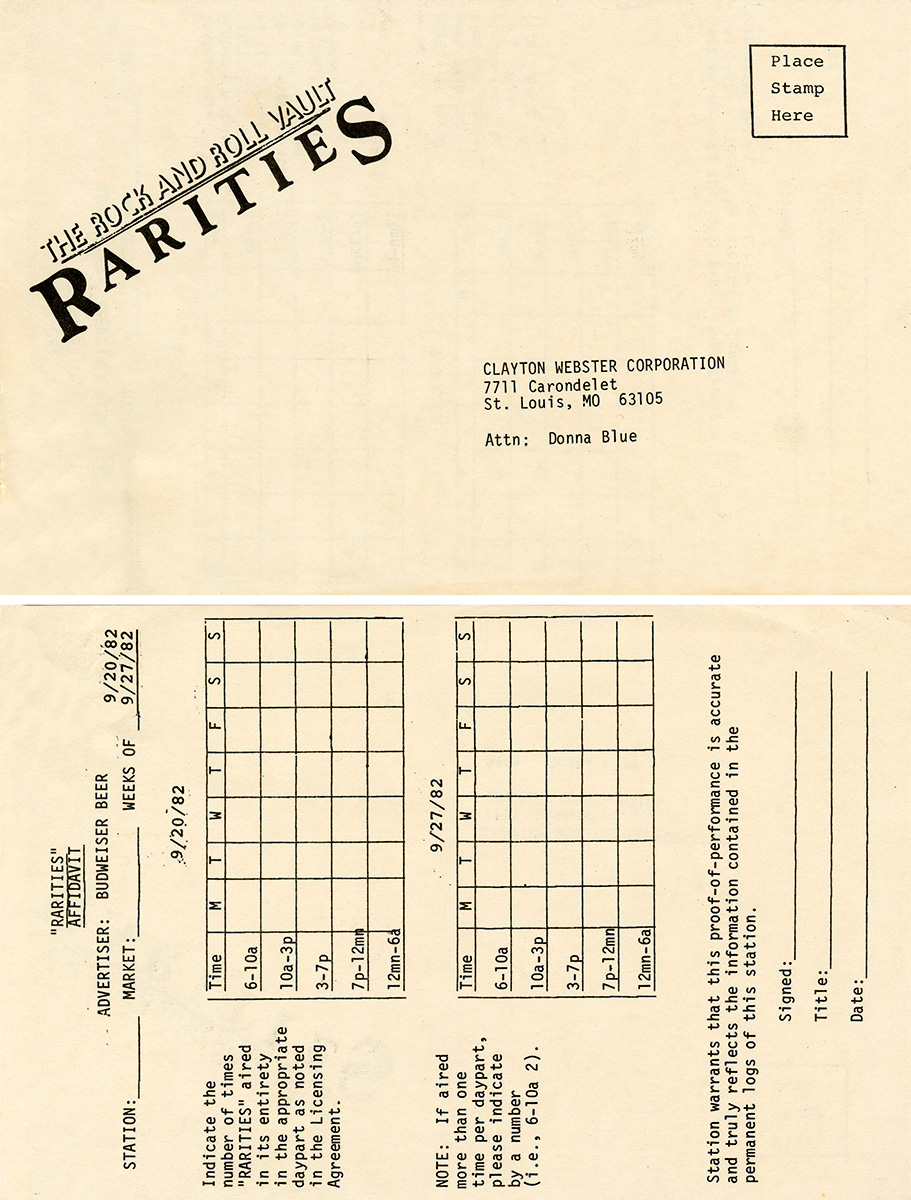 THE ROCK AND ROLL VAULT
RARITIES
Place
Stamp
Here
CLAYTON WEBSTER CORPORATION
7711 Carondelet
St. Louis, MO 63105
Attn: Donna Blue
"RARITIES"
AFFIDAVIT
ADVERTISER: BUDWEISER BEER
9/20/82
STATION: MARKET: WEEKS OF 9/27/82
9/20/82
Indicate the
number of times
"RARITIES" aired
in its entirety
in the appropriate
daypart as noted
in the Licensing
Agreement.
Time M T W T F S S
6-10a
10a-3p
3-7p
7p-12mn
12mn-6a
9/27/82
NOTE: If aired
more than one
time per daypart,
please indicate
by a number
(i.e., 6-10a 2).
Time M T W T F S S
6-10a
10a-3p
3-7p
7p-12mn
12mn-6a
Station warrants that this proof-of-performance is accurate
and truly reflects the information contained in the
permanent logs of this station.
Signed:
Title:
Date: